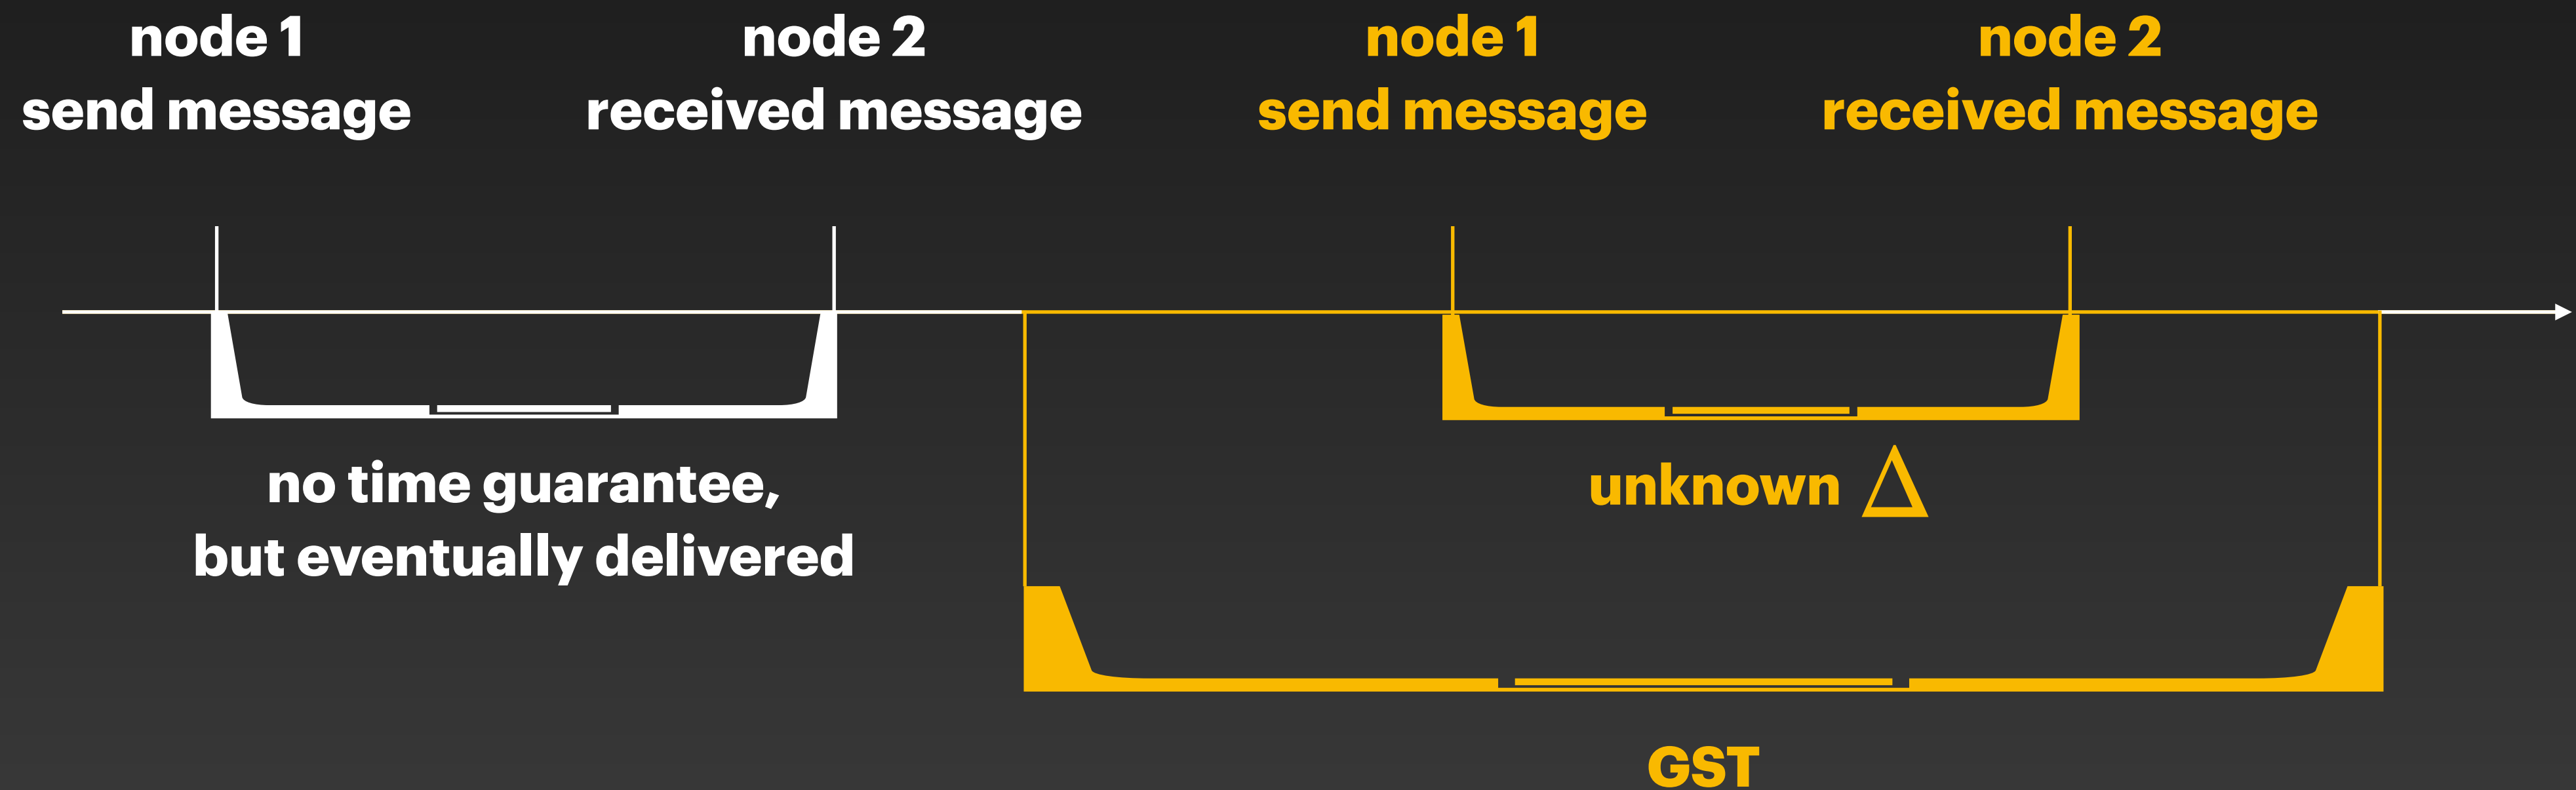 node 1
send message
node 2
received message
node 1
send message
node 2
received message
no time guarantee,
but eventually delivered
unknown Δ
GST